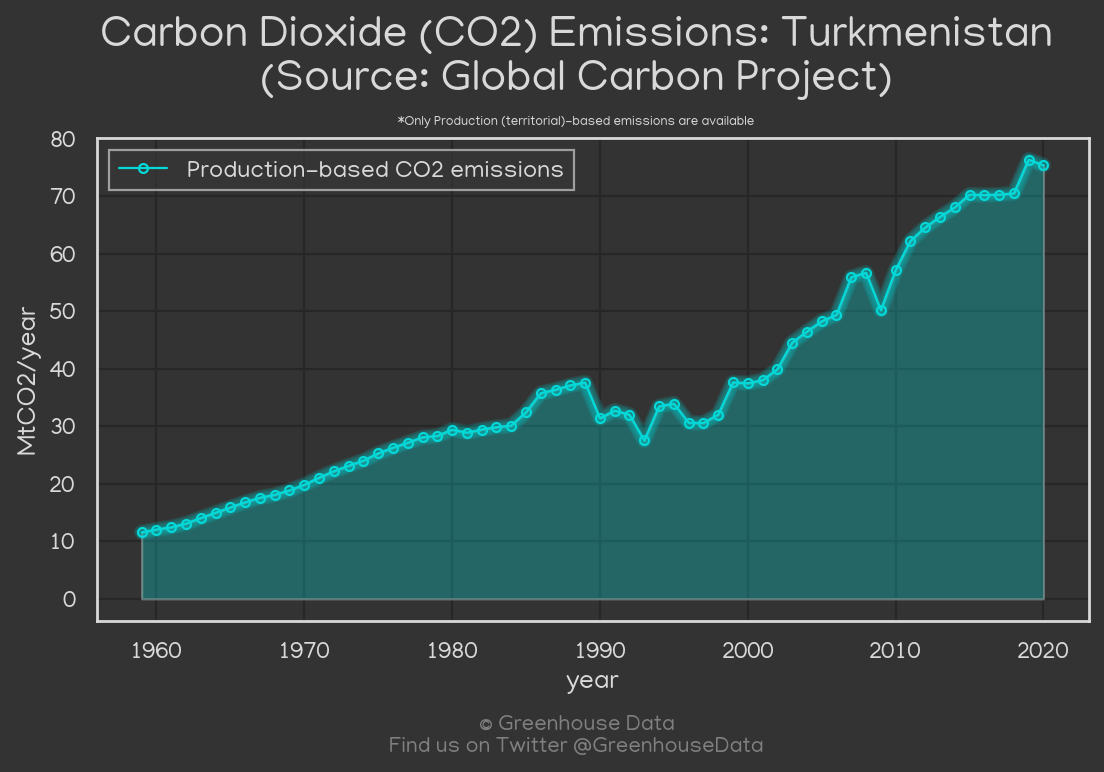 Carbon Dioxide (CO2) Emissions: Turkmenistan
(Source: Global Carbon Project)
*Only Production (territorial)-based emissions are available
Production-based CO2 emissions
MtCO2/year
80
70
60
50
40
30
20
10
0
1960 1970 1980 1990 2000 2010 2020
year
© Greenhouse Data
Find us on Twitter @GreenhouseData